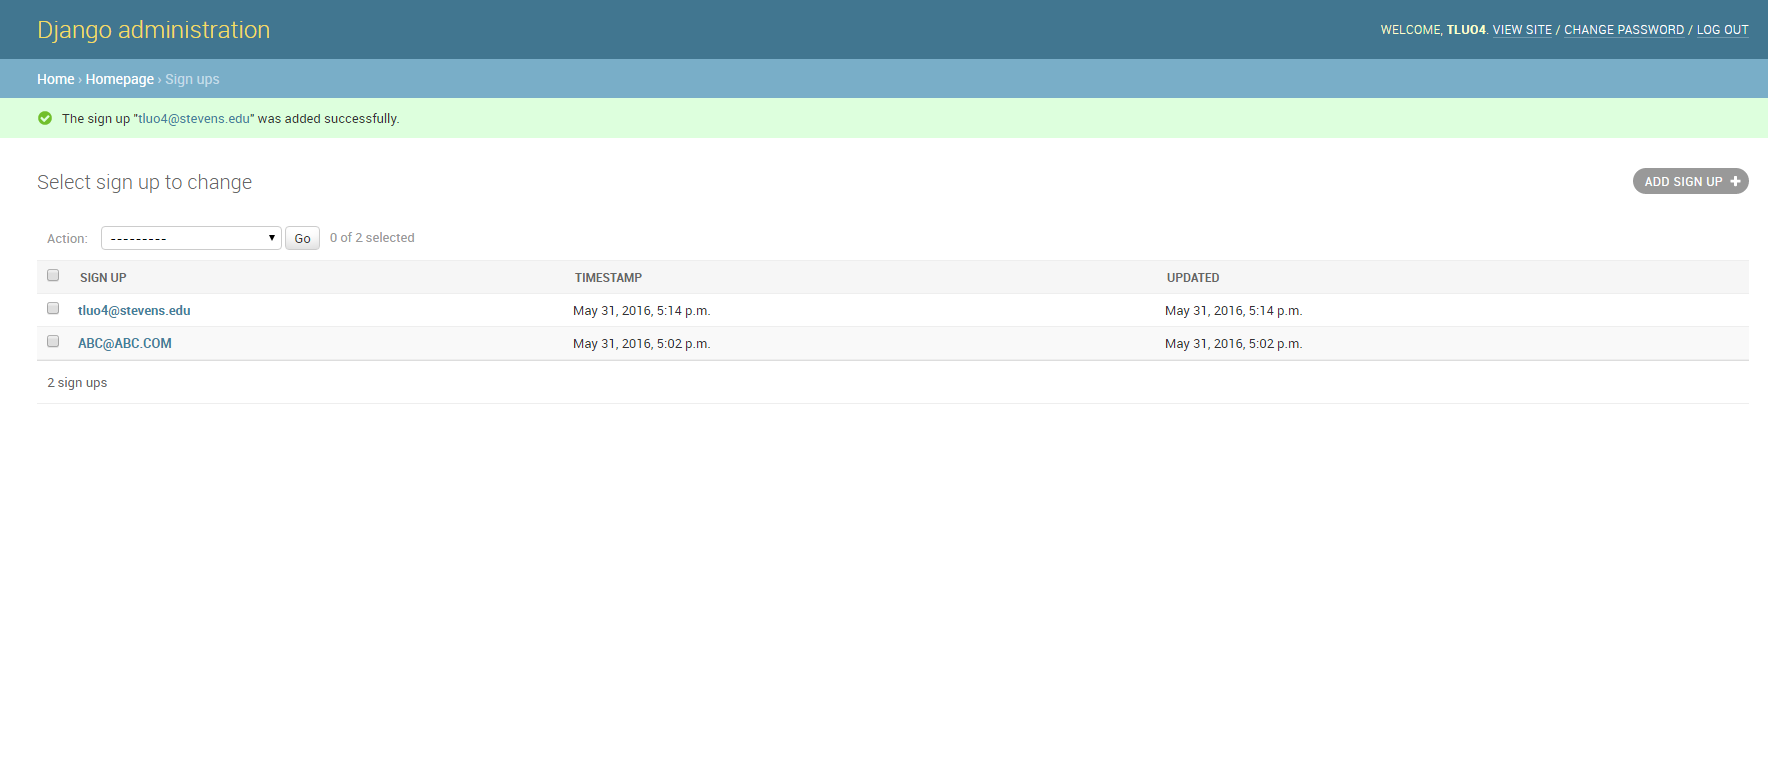 Django administration
WELCOME, TLUO4. VIEW SITE / CHANGE PASSWORD / LOG OUT
Home › Homepage › Sign ups
The sign up "tluo4@stevens.edu" was added successfully.
Select sign up to change
ADD SIGN UP +
Action: --------- Go 0 of 2 selected
SIGN UP TIMESTAMP UPDATED
tluo4@stevens.edu May 31, 2016, 5:14 p.m. May 31, 2016, 5:14 p.m.
ABC@ABC.COM May 31, 2016, 5:02 p.m. May 31, 2016, 5:02 p.m.
2 sign ups